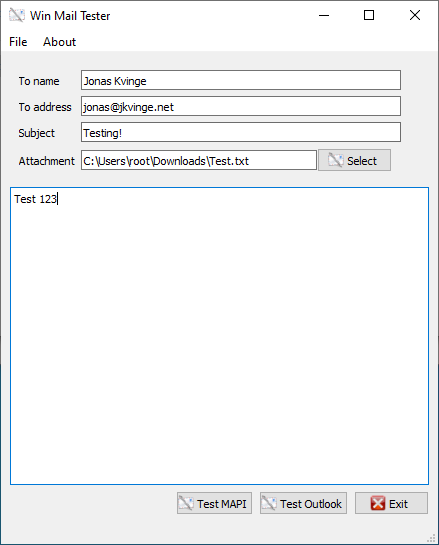 Win Mail Tester
File About
To name Jonas Kvinge
To address jonas@jkvinge.net
Subject Testing!
Attachment C:\Users\root\Downloads\Test.txt Select
Test 123
Test MAPI Test Outlook Exit